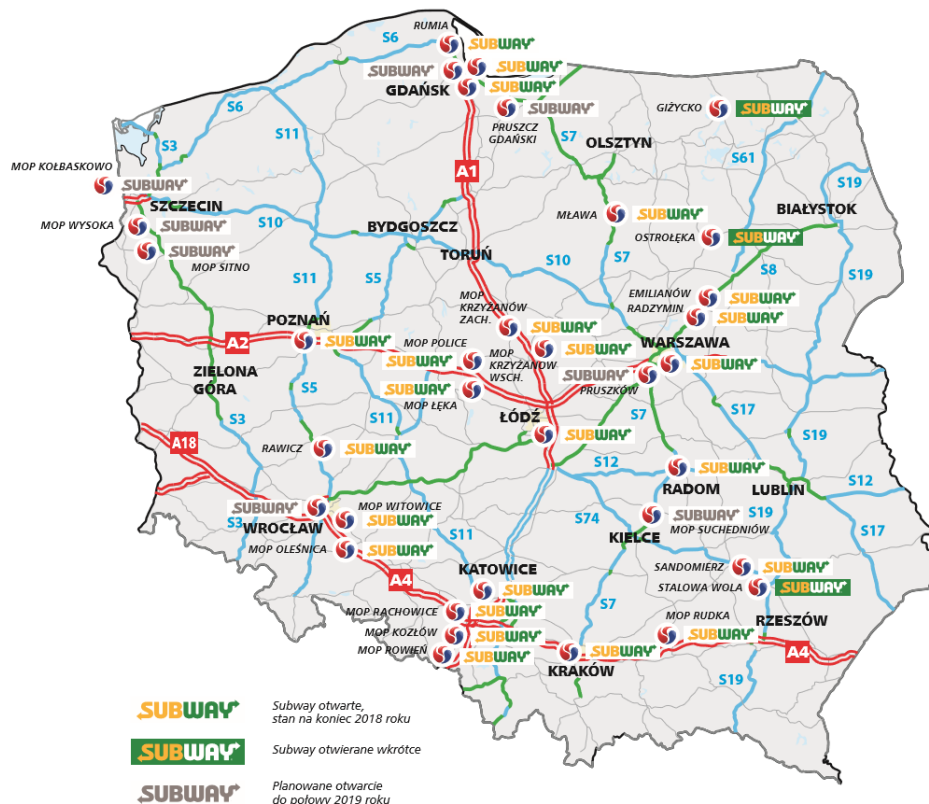 RUMIA
S6
SUBWAY
SUBWAY
SUBWAY
GDAŃSK
SUBWAY
SUBWAY
PRUSZCZ
GDAŃSKI
GIŻYCKO
SUBWAY
S6
S11
S3
S7
OLSZTYN
S61
MOP KOŁBASKOWO
A1
S19
SUBWAY
SZCZECIN
MOP WYSOKA
SUBWAY
S10
BYDGOSZCZ
MŁAWA
SUBWAY
BIAŁYSTOK
OSTROŁĘKA
SUBWAY
SUBWAY
MOP SITNO
TORUŃ
S10
S7
S8
S19
S11
S5
MOP
KRZYŻANÓW
ZACH.
SUBWAY
EMILIANÓW
SUBWAY
RADZYMIN
SUBWAY
POZNAŃ
SUBWAY
A2
MOP POLICE
SUBWAY
MOP
KRZYŻANÓW
WSCH.
SUBWAY
WARSZAWA
SUBWAY
SUBWAY
PRUSZKÓW
ZIELONA
GÓRA
S5
SUBWAY
MOP ŁĘKA
S3
S11
ŁÓDŹ
SUBWAY
S7
S17
S19
A18
RAWICZ
SUBWAY
S12
SUBWAY
RADOM
LUBLIN
S12
SUBWAY
WROCŁAW
S3
MOP WITOWICE
SUBWAY
S74
SUBWAY
MOP SUCHEDNIÓW
KIELCE
S19
S17
MOP OLEŚNICA
SUBWAY
S11
A4
KATOWICE
SUBWAY
SANDOMIERZ
SUBWAY
STALOWA WOLA
SUBWAY
S7
MOP RACHOWICE
SUBWAY
MOP KOZŁÓW
SUBWAY
MOP ROWIEŃ
SUBWAY
MOP RUDKA
SUBWAY
RZESZÓW
SUBWAY
KRAKÓW
A4
S19
SUBWAY
Subway otwarte,
stan na koniec 2018 roku
SUBWAY
Subway otwierane wkrótce
SUBWAY
Planowane otwarcie
do połowy 2019 roku